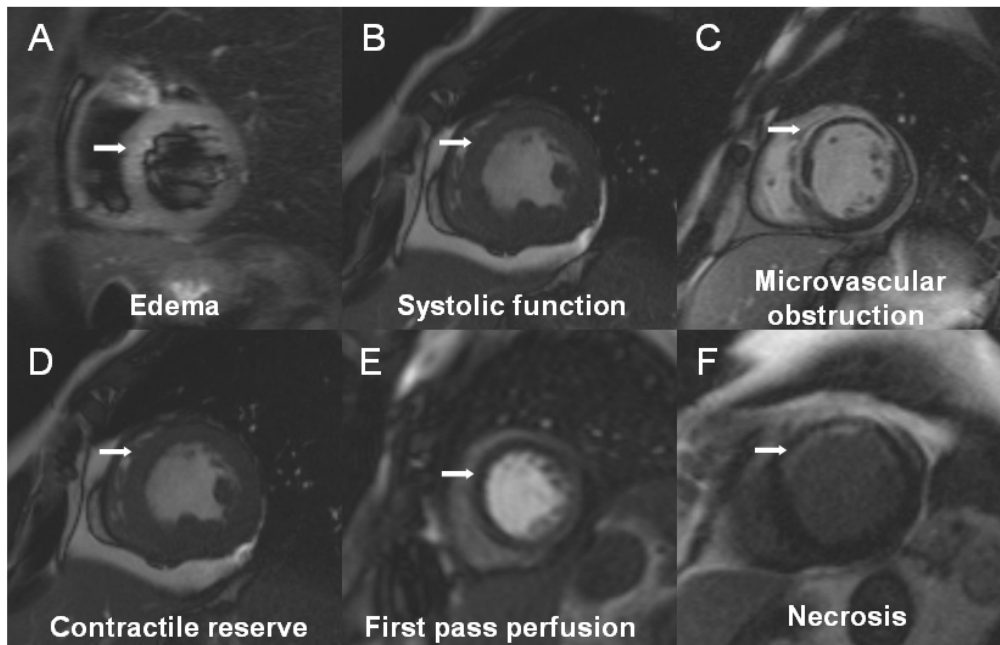 A
Edema
B
Systolic function
C
Microvascular
obstruction
D
Contractile reserve
E
First pass perfusion
F
Necrosis